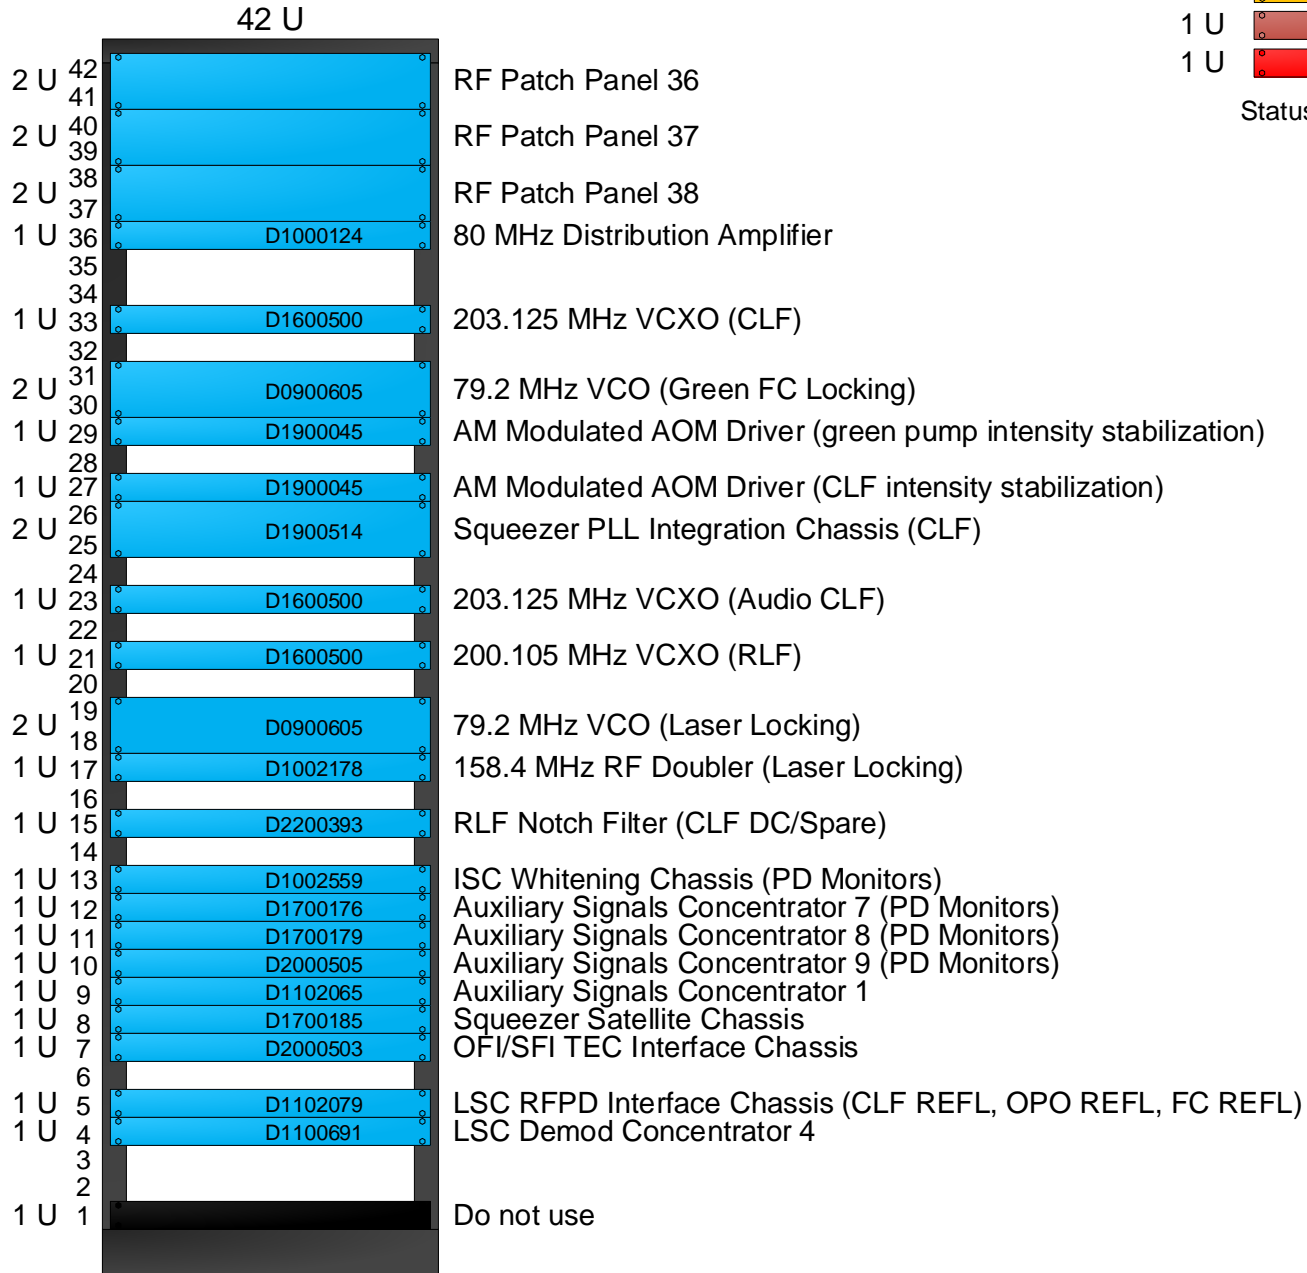 42 U
1 U
1 U
Status
2 U 42 41 RF Patch Panel 36
2 U 40 39 RF Patch Panel 37
2 U 38 37 RF Patch Panel 38
1 U 36 D1000124 80 MHz Distribution Amplifier
35
34
1 U 33 D1600500 203.125 MHz VCXO (CLF)
32
2 U 31 30 D0900605 79.2 MHz VCO (Green FC Locking)
1 U 29 D1900045 AM Modulated AOM Driver (green pump intensity stabilization)
28
1 U 27 D1900045 AM Modulated AOM Driver (CLF intensity stabilization)
2 U 26 25 D1900514 Squeezer PLL Integration Chassis (CLF)
24
1 U 23 D1600500 203.125 MHz VCXO (Audio CLF)
22
1 U 21 D1600500 200.105 MHz VCXO (RLF)
20
2 U 19 18 D0900605 79.2 MHz VCO (Laser Locking)
1 U 17 D1002178 158.4 MHz RF Doubler (Laser Locking)
16
1 U 15 D2200393 RLF Notch Filter (CLF DC/Spare)
14
1 U 13 D1002559 ISC Whitening Chassis (PD Monitors)
1 U 12 D1700176 Auxiliary Signals Concentrator 7 (PD Monitors)
1 U 11 D1700179 Auxiliary Signals Concentrator 8 (PD Monitors)
1 U 10 D2000505 Auxiliary Signals Concentrator 9 (PD Monitors)
1 U 9 D1102065 Auxiliary Signals Concentrator 1
1 U 8 D1700185 Squeezer Satellite Chassis
1 U 7 D2000503 OFI/SFI TEC Interface Chassis
6
1 U 5 D1102079 LSC RFPD Interface Chassis (CLF REFL, OPO REFL, FC REFL)
1 U 4 D1100691 LSC Demod Concentrator 4
3
2
1 U 1 Do not use